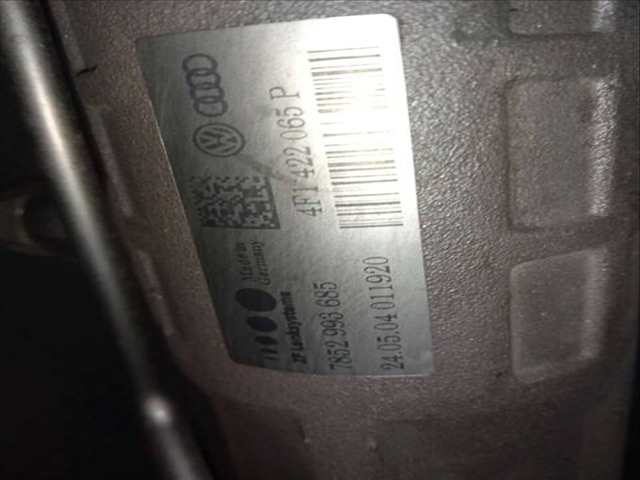 4F1 422 065 P
Made in
Germany
ZF Lenksysteme
7852 993 685
24.05.04 011920